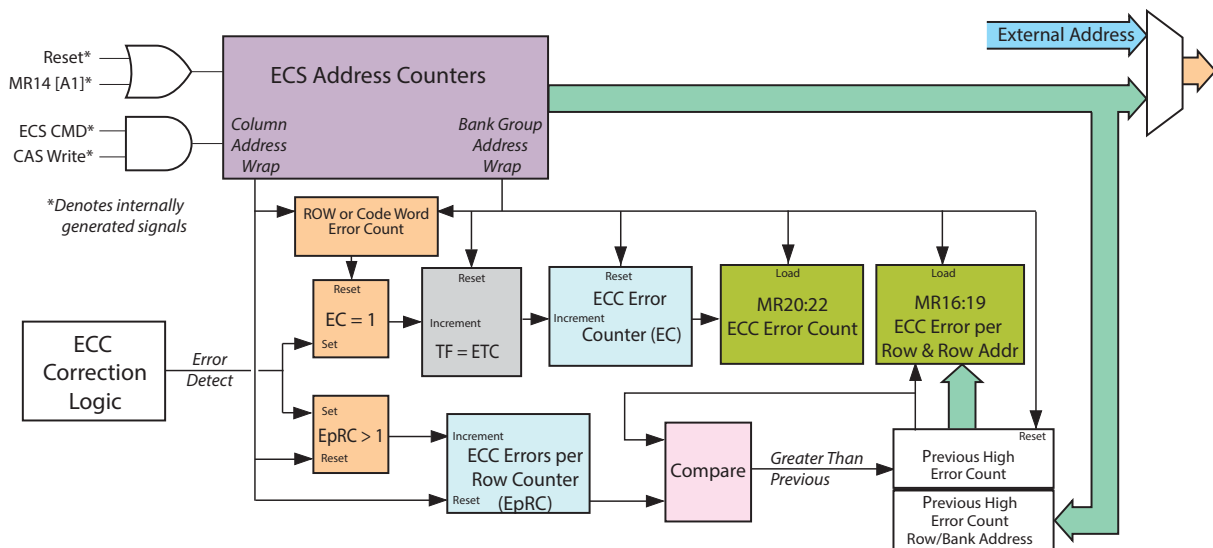 External Address
Reset*
MR14 [A1]*
ECS Address Counters
ECS CMD*
CAS Write*
Column
Address
Wrap
Bank Group
Address
Wrap
*Denotes internally
generated signals
ROW or Code Word
Error Count
Reset
EC = 1
Set
Reset
Increment
TF = ETC
Reset
ECC Error
Increment
Counter (EC)
Load
MR20:22
ECC Error Count
Load
MR16:19
ECC Error per
Row & Row Addr
ECC
Correction
Logic
Error
Detect
Set
EpRC > 1
Reset
Increment
ECC Errors per
Row Counter
Reset
(EpRC)
Compare
Greater Than
Previous
Reset
Previous High
Error Count
Previous High
Error Count
Row/Bank Address